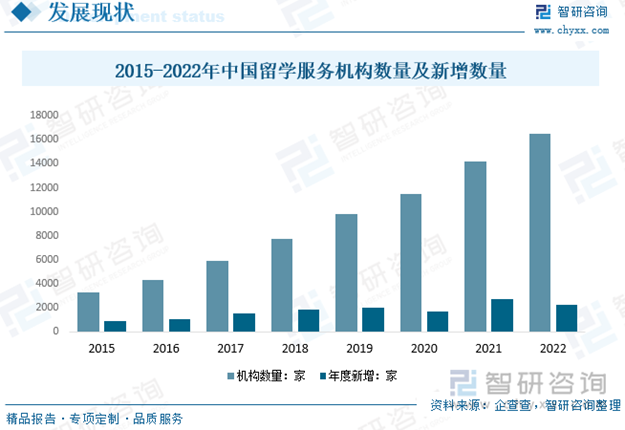 发展现状
智研咨询
www.chyxx.com
2015-2022年中国留学服务机构数量及新增数量
18000
16000
14000
12000
10000
8000
6000
4000
2000
0
2015 2016 2017 2018 2019 2020 2021 2022
机构数量：家 年度新增：家
智研咨询
精品报告·专项定制·品质服务
资料来源：企查查，智研咨询整理